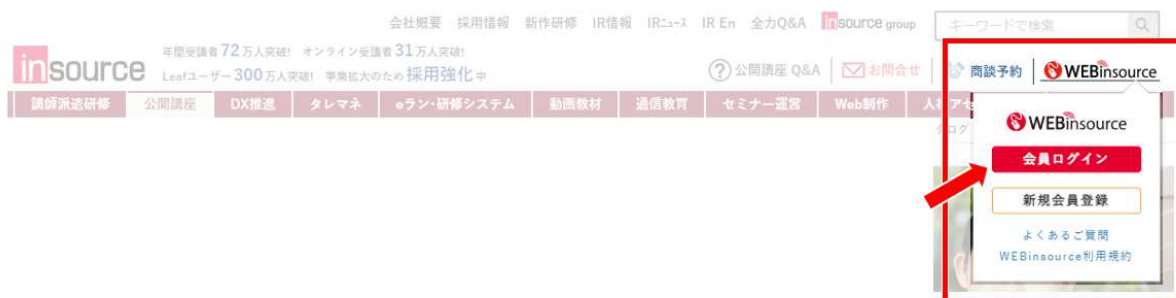 会社概要 採用情報 新作研修 IR情報 IRニュース IR En 全力Q&A insource group キーワードで検索
年間受講者72万人突破! オンライン受講者31万人突破!
insource Leafユーザー300万人突破! 事業拡大のため採用強化中
? 公開講座 Q&A お問合せ 商談予約 WEBinsource
講師派遣研修 公開講座 DX推進 タレマネ eラン・研修システム 動画教材 通信教育 セミナー運営 Web制作 人材アセ
タログ
WEBinsource
会員ログイン
新規会員登録
よくあるご質問
WEBinsource利用規約